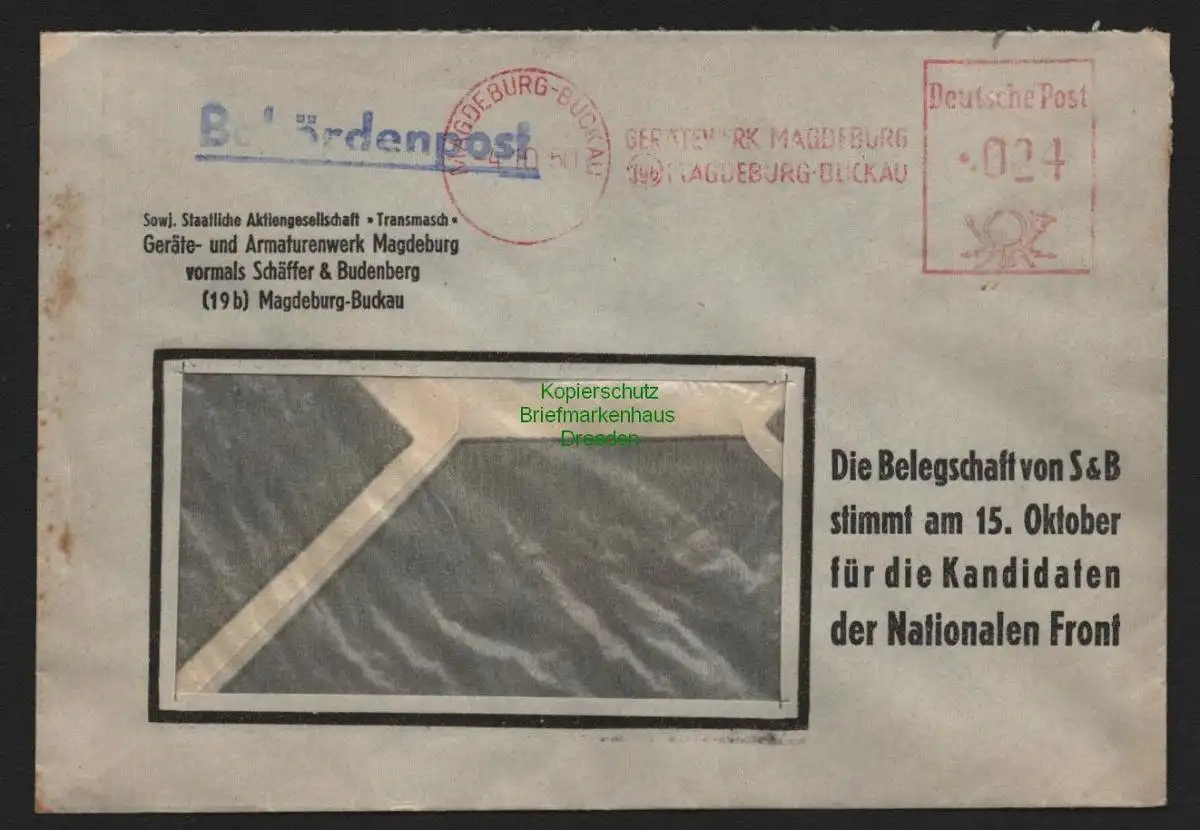 Behördenpost
MAGDEBURG-BUCKAU
10 50
GERÄTEWERK MAGDEBURG
MAGDEBURG-BUCKAU
Deutsche Post
024
Sowj. Staatliche Aktiengesellschaft "Transmasch"
Geräte- und Armaturenwerk Magdeburg
vormals Schäffer & Budenberg
(19b) Magdeburg-Buckau
Kopierschutz
Briefmarkenhaus
Dresden
Die Belegschaft von S&B
stimmt am 15. Oktober
für die Kandidaten
der Nationalen Front